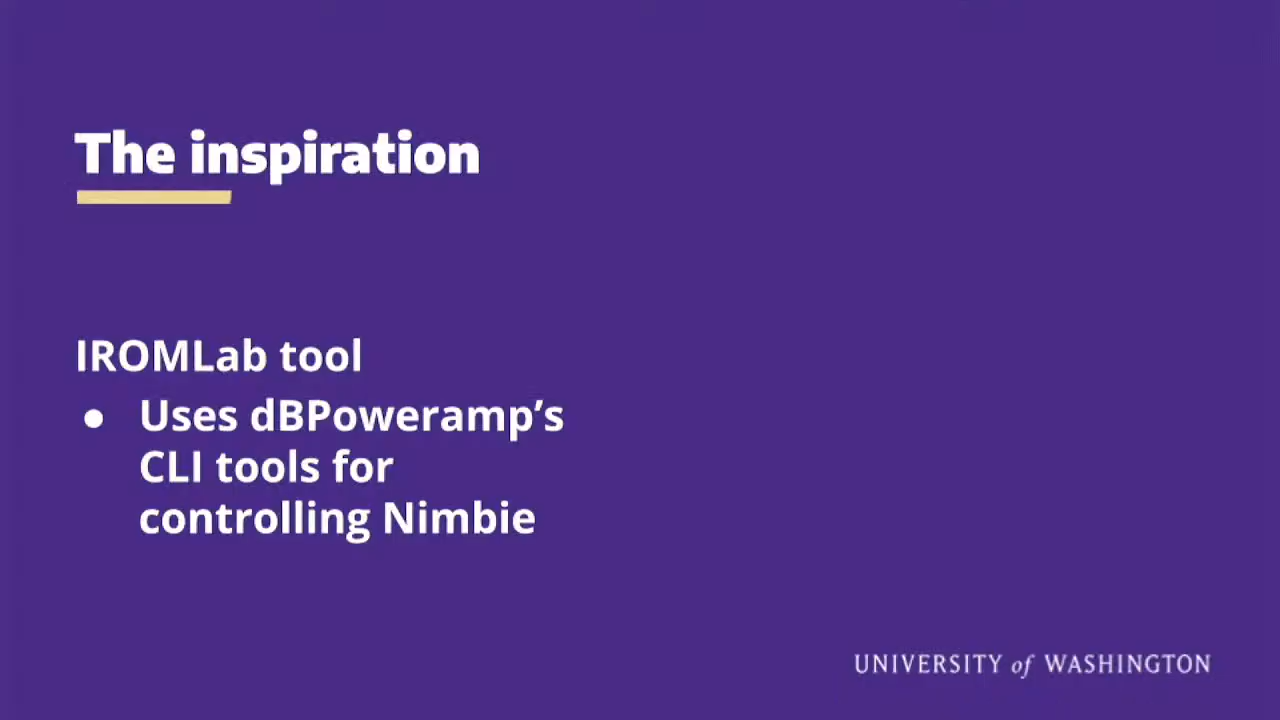 The inspiration
IROMLab tool
● Uses dBPoweramp’s
CLI tools for
controlling Nimbie
UNIVERSITY of WASHINGTON